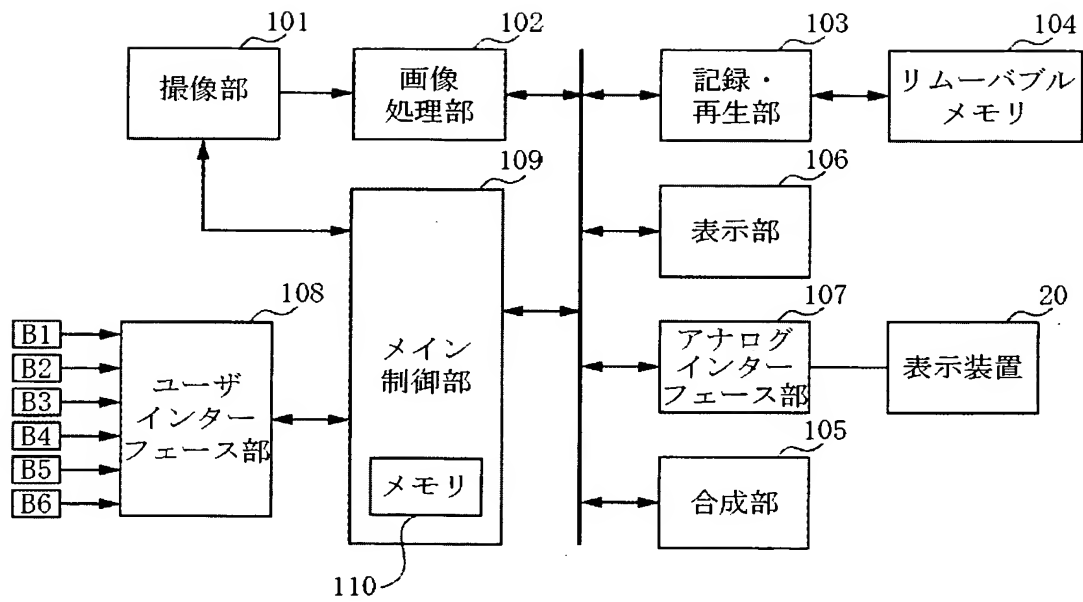 101
102
103
104
撮像部
画像
処理部
記録・
再生部
リムーバブル
メモリ
109
106
表示部
108
107
20
B1
B2
B3
B4
B5
B6
ユーザ
インター
フェース部
メイン
制御部
アナログ
インター
フェース部
表示装置
105
メモリ
合成部
110